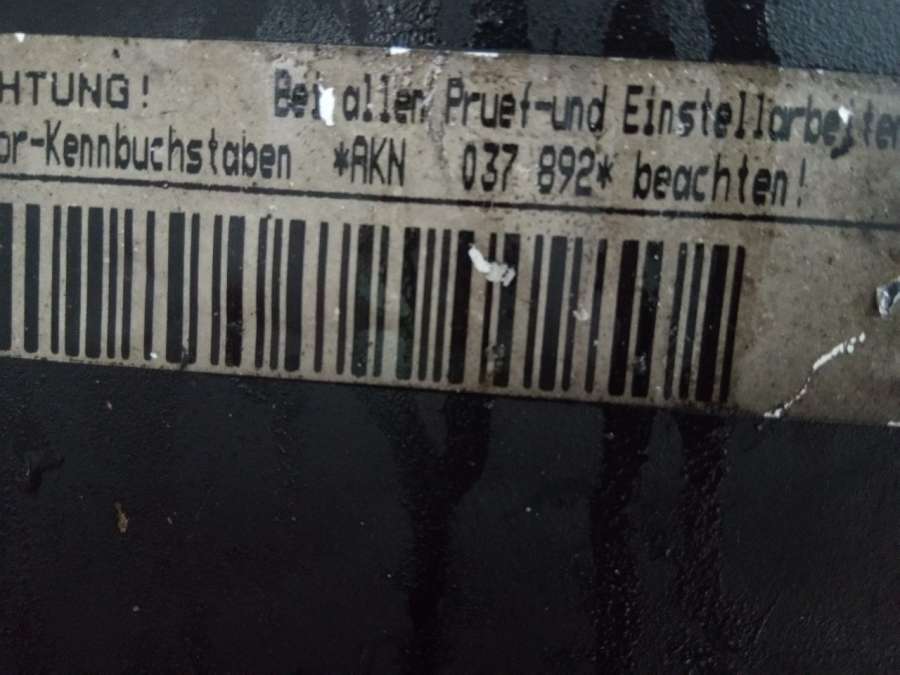 HTUNG! Bei allen Pruef-und Einstellarbeiten
or-Kennbuchstaben *AKN 037 892* beachten!